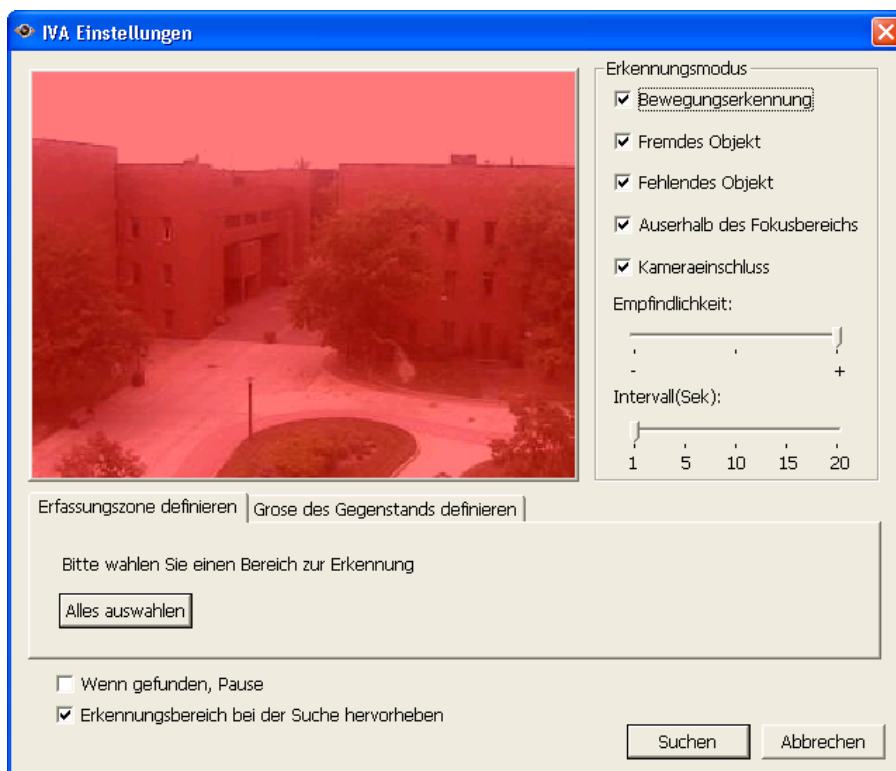 IVA Einstellungen
Erkennungsmodus
Bewegungserkennung
Fremdes Objekt
Fehlendes Objekt
Auserhalb des Fokusbereichs
Kameraeinschluss
Empfindlichkeit:
- +
Intervall(Sek):
1 5 10 15 20
Erfassungszone definieren Grose des Gegenstands definieren
Bitte wahlen Sie einen Bereich zur Erkennung
Alles auswahlen
Wenn gefunden, Pause
Erkennungsbereich bei der Suche hervorheben
Suchen Abbrechen